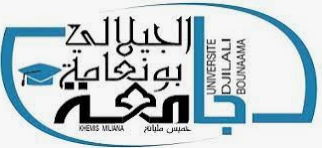 الجيلالي
بونعامة
جامعة
UNIVERSITE
DJILALI
BOUNAAMA
KHEMIS MILIANA خميس مليانة